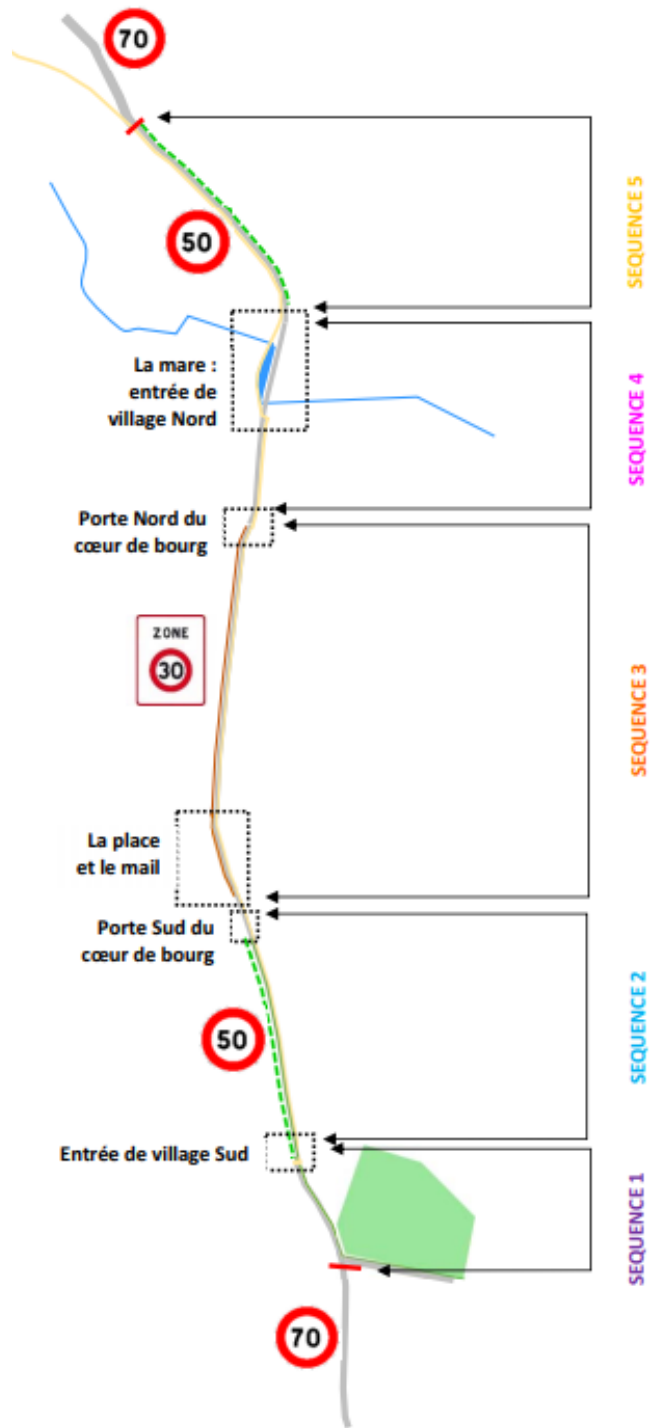 70
SEQUENCE 5
50
La mare :
entrée de
village Nord
SEQUENCE 4
Porte Nord du
cœur de bourg
ZONE
30
SEQUENCE 3
La place
et le mail
Porte Sud du
cœur de bourg
SEQUENCE 2
50
Entrée de village Sud
SEQUENCE 1
70